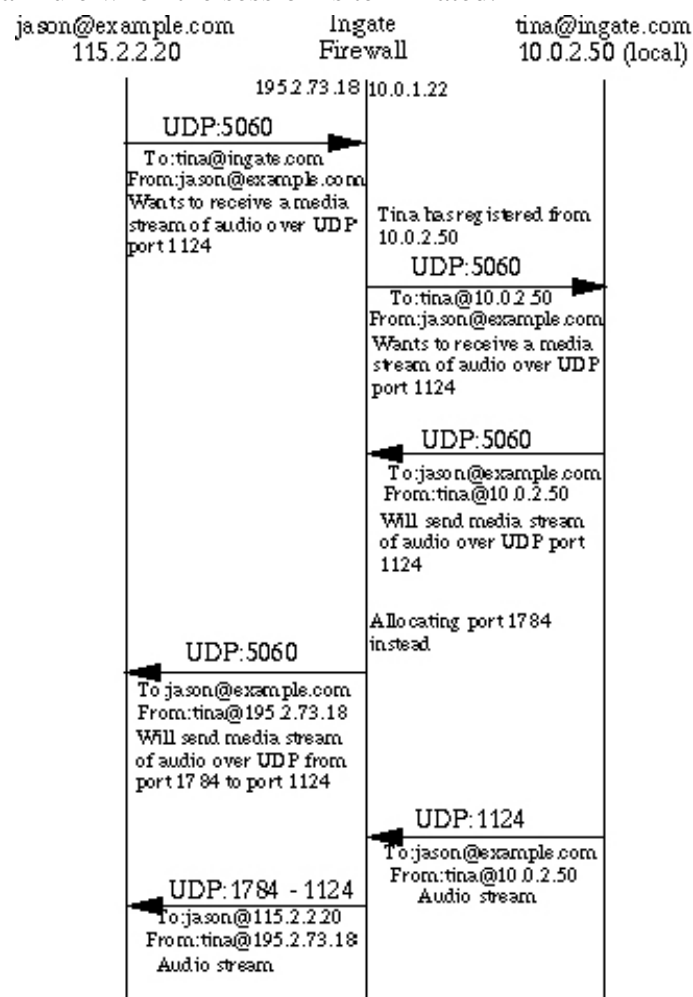 jason@example.com
115.2.2.20
Ingate
Firewall
tina@ingate.com
10.0.2.50 (local)
195.2.73.18
10.0.1.22
UDP:5060
To:tina@ingate.com
From:jason@example.com
Wants to receive a media
stream of audio over UDP
port 1124
Tina has registered from
10.0.2.50
UDP:5060
To:tina@10.0.2.50
From:jason@example.com
Wants to receive a media
stream of audio over UDP
port 1124
UDP:5060
To:jason@example.com
From:tina@10.0.2.50
Will send media stream
of audio over UDP port
1124
Allocating port 1784
instead
UDP:5060
To:jason@example.com
From:tina@195.2.73.18
Will send media stream
of audio over UDP from
port 1784 to port 1124
UDP:1124
To:jason@example.com
From:tina@10.0.2.50
Audio stream
UDP:1784 - 1124
To:jason@115.2.2.20
From:tina@195.2.73.18
Audio stream